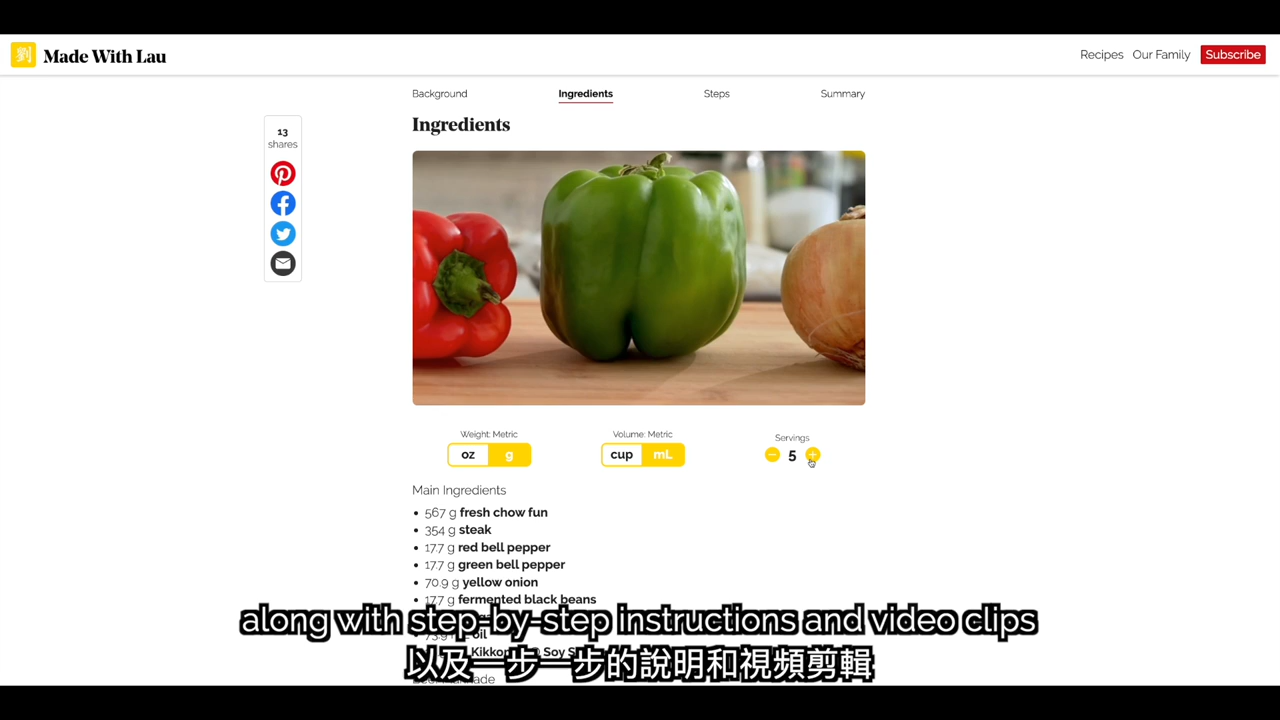 劉 Made With Lau
Recipes Our Family Subscribe
Background Ingredients Steps Summary
13
shares
Ingredients
Weight: Metric Volume: Metric Servings
oz g cup mL − 5 +
Main Ingredients
• 567 g fresh chow fun
• 354 g steak
• 17.7 g red bell pepper
• 17.7 g green bell pepper
• 70.9 g yellow onion
• 17.7 g fermented black beans
along with step-by-step instructions and video clips
oil
以及一步一步的說明和視頻剪輯